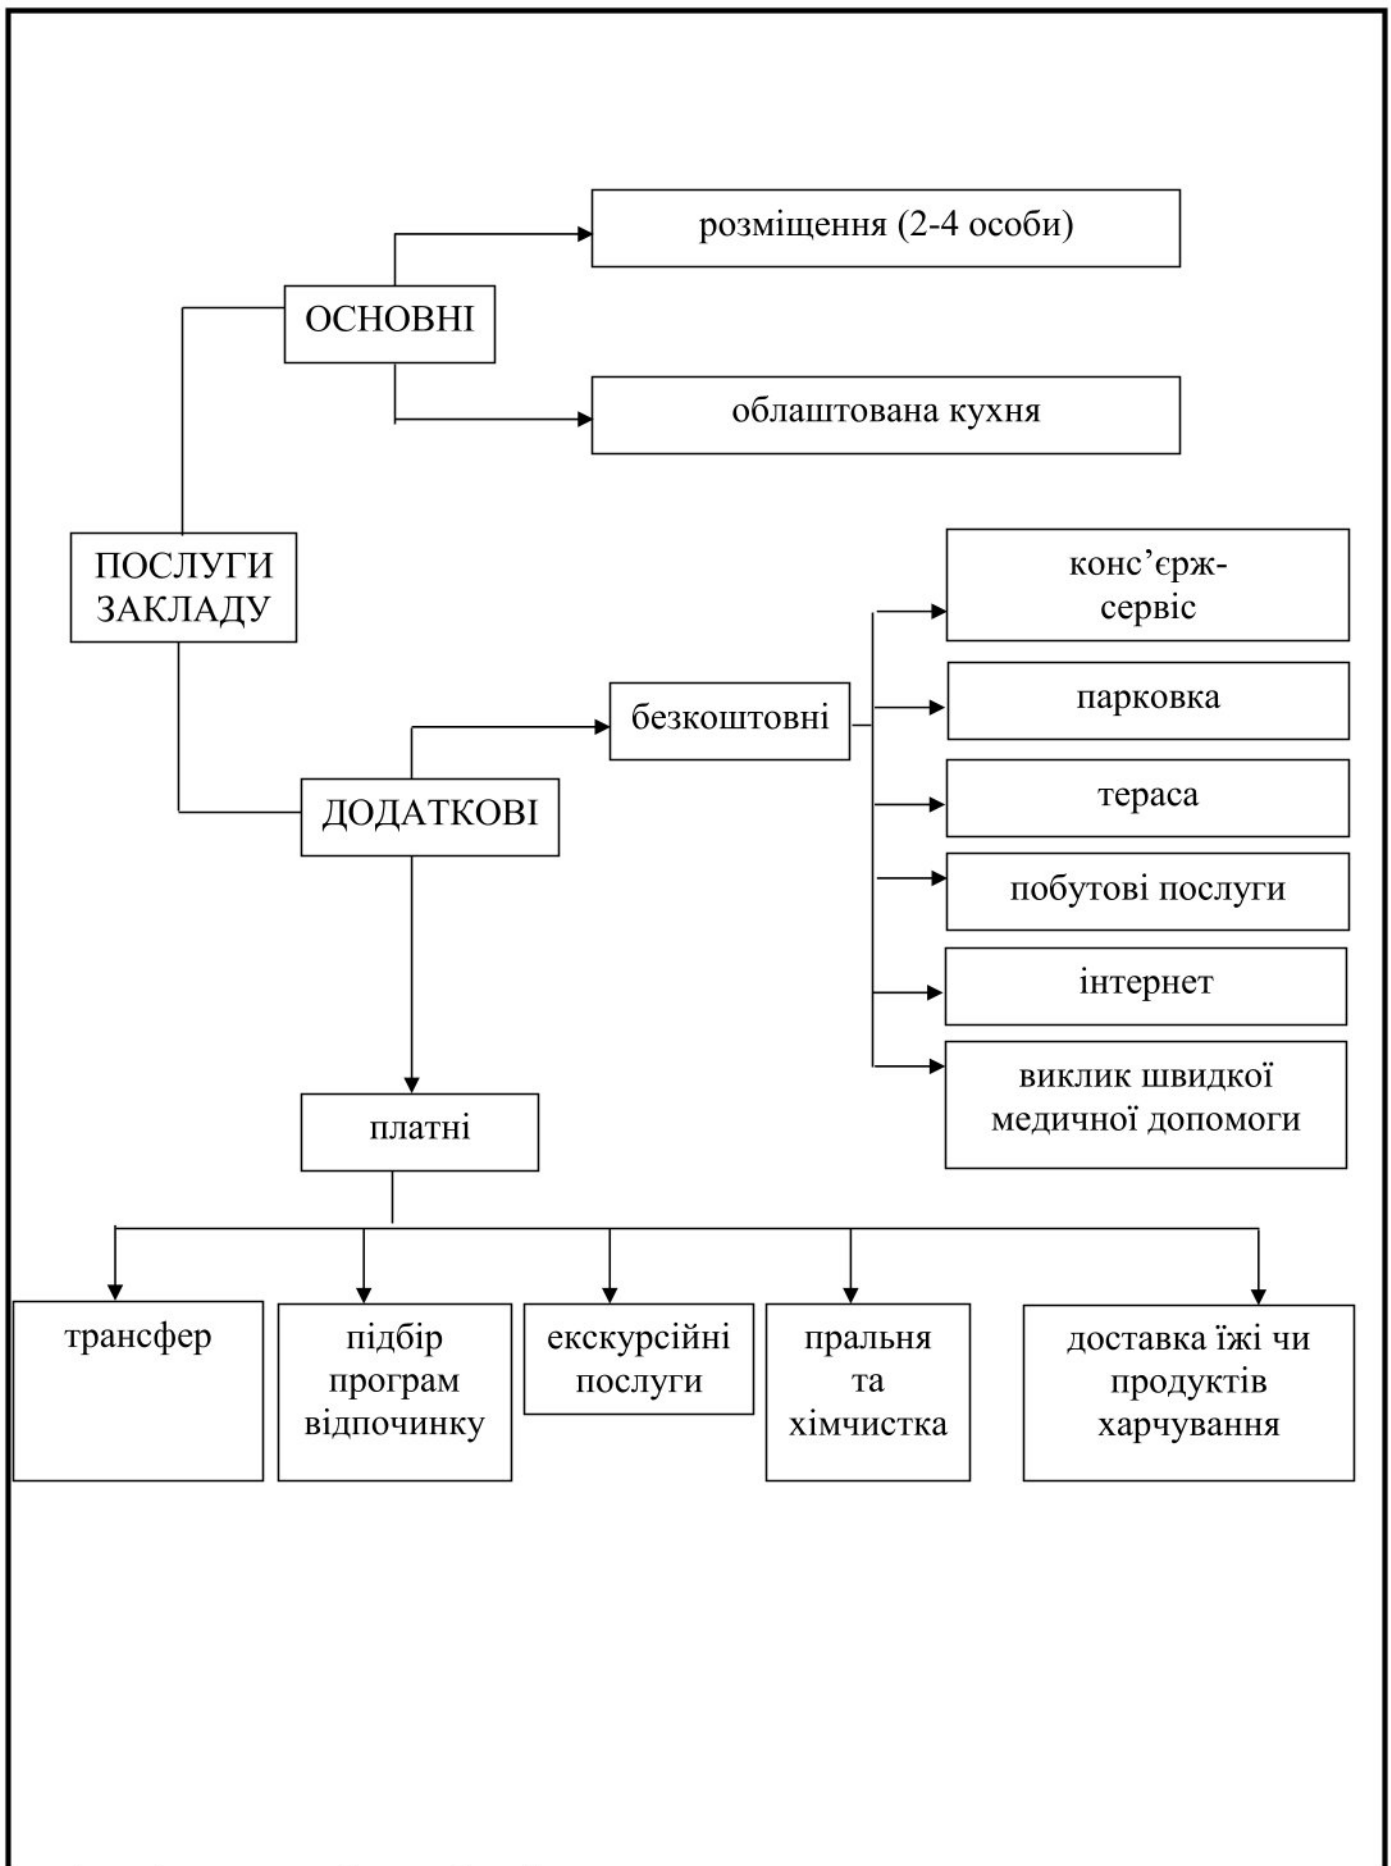 розміщення (2-4 особи)
ОСНОВНІ
облаштована кухня
ПОСЛУГИ
ЗАКЛАДУ
конс’єрж-
сервіс
безкоштовні
парковка
тераса
ДОДАТКОВІ
побутові послуги
інтернет
виклик швидкої
медичної допомоги
платні
трансфер
підбір
програм
відпочинку
екскурсійні
послуги
пральня
та
хімчистка
доставка їжі чи
продуктів
харчування